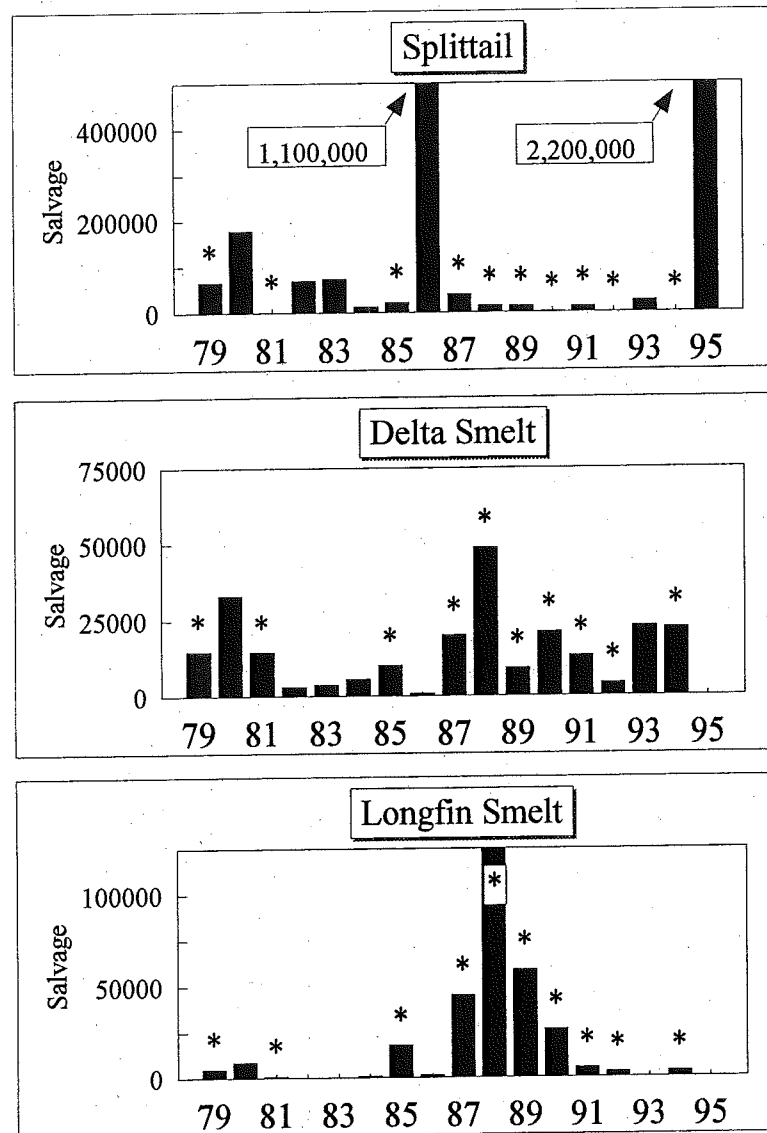 Splittail
400000
200000
0
Salvage
1,100,000
2,200,000
* * * * * * * * * *
79 81 83 85 87 89 91 93 95
Delta Smelt
75000
50000
25000
0
Salvage
* * * * * * * * * *
79 81 83 85 87 89 91 93 95
Longfin Smelt
100000
50000
0
Salvage
* * * * * * * * * *
79 81 83 85 87 89 91 93 95